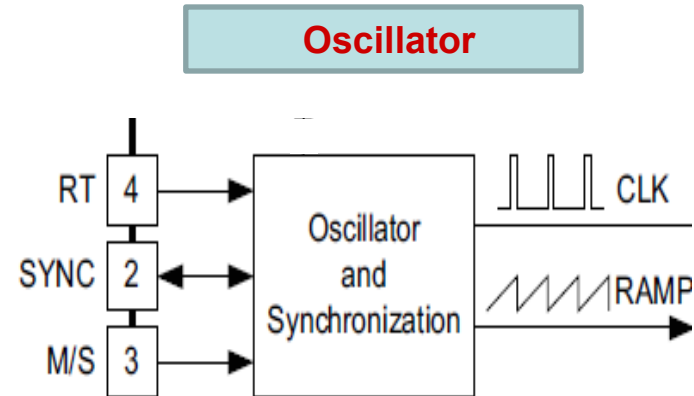 Oscillator
RT 4
CLK
Oscillator
SYNC 2
and
RAMP
Synchronization
M/S 3